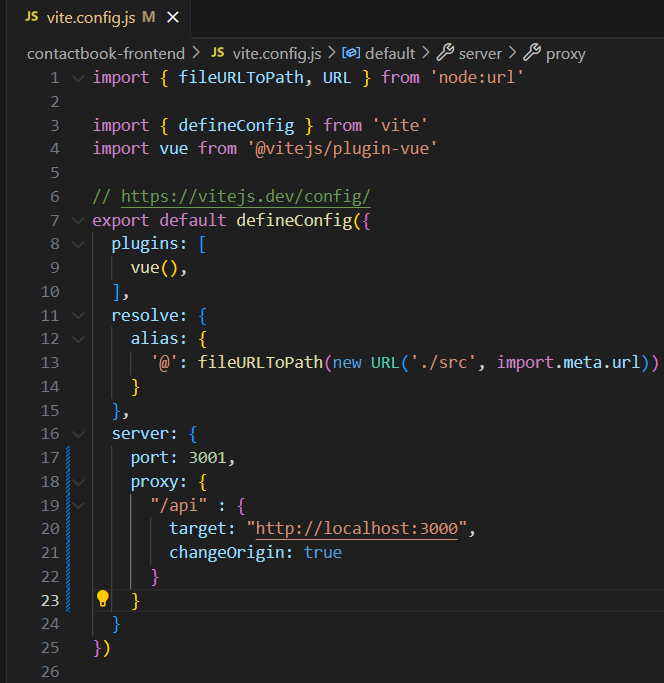 JS vite.config.js M ×
contactbook-frontend > JS vite.config.js > default > server > proxy
1 import { fileURLToPath, URL } from 'node:url'
2
3 import { defineConfig } from 'vite'
4 import vue from '@vitejs/plugin-vue'
5
6 // https://vitejs.dev/config/
7 export default defineConfig({
8   plugins: [
9     vue(),
10   ],
11   resolve: {
12     alias: {
13       '@': fileURLToPath(new URL('./src', import.meta.url))
14     }
15   },
16   server: {
17     port: 3001,
18     proxy: {
19       "/api" : {
20         target: "http://localhost:3000",
21         changeOrigin: true
22       }
23     }
24   }
25 })
26